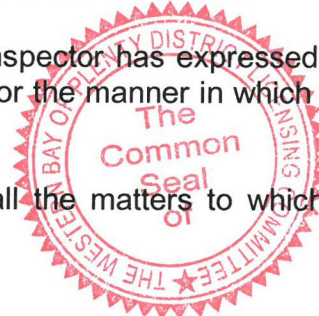 nspector has expressed
or the manner in which
all the matters to which
THE WESTERN BAY OF PLENTY DISTRICT LICENSING COMMITTEE
The
Common
Seal
of